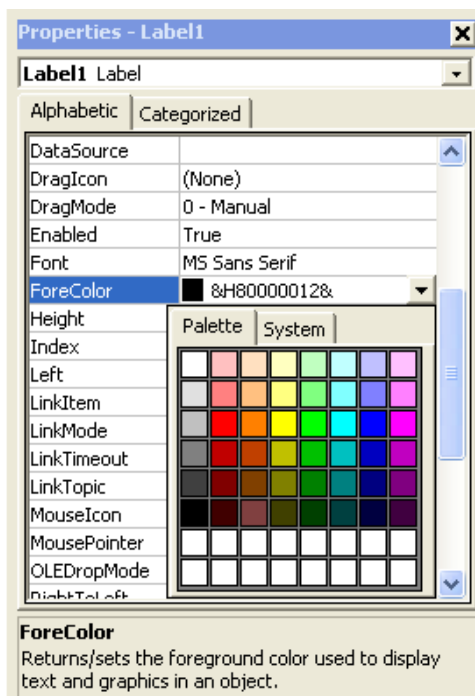 Properties - Label1
Label1 Label
Alphabetic Categorized
DataSource
DragIcon (None)
DragMode 0 - Manual
Enabled True
Font MS Sans Serif
ForeColor &H80000012&
Height
Palette System
Index
Left
LinkItem
LinkMode
LinkTimeout
LinkTopic
MouseIcon
MousePointer
OLEDropMode
RightToLeft
ForeColor
Returns/sets the foreground color used to display
text and graphics in an object.